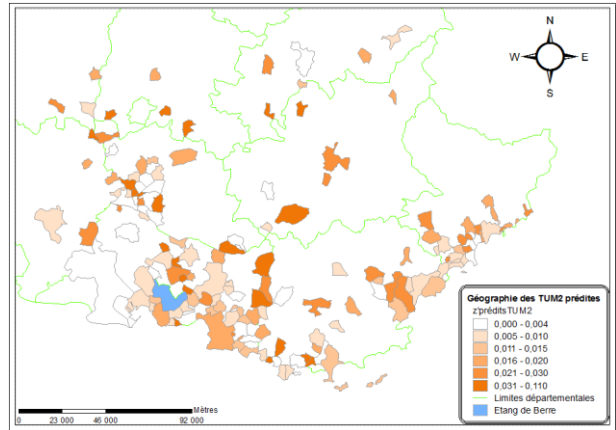 N
W E
S
Géographie des TUM2 prédites
z'préditsTUM2
0,000 - 0,004
0,005 - 0,010
0,011 - 0,015
0,016 - 0,020
0,021 - 0,030
0,031 - 0,110
Limites départementales
Etang de Berre
Mètres
0 23 000 46 000 92 000